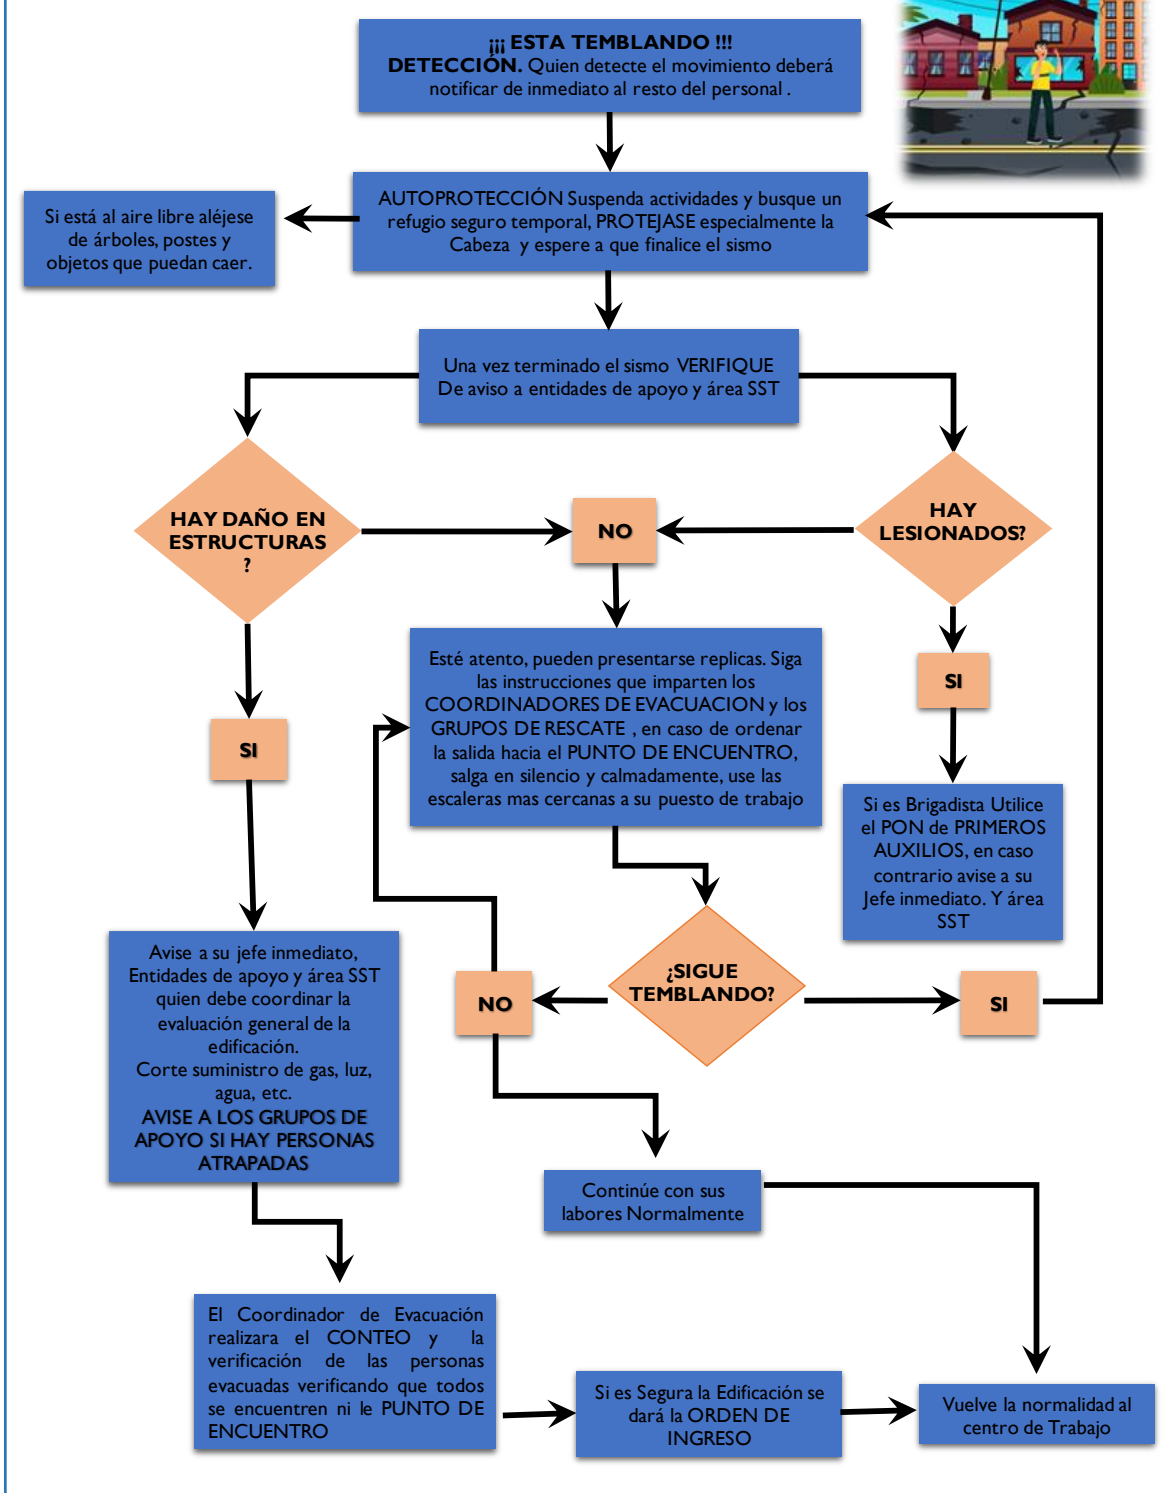 ¡¡¡ ESTA TEMBLANDO !!!
DETECCIÓN. Quien detecte el movimiento deberá
notificar de inmediato al resto del personal .
AUTOPROTECCIÓN Suspenda actividades y busque un
refugio seguro temporal, PROTEJASE especialmente la
Cabeza y espere a que finalice el sismo
Si está al aire libre aléjese
de árboles, postes y
objetos que puedan caer.
Una vez terminado el sismo VERIFIQUE
De aviso a entidades de apoyo y área SST
HAY DAÑO EN
ESTRUCTURAS
?
NO
HAY
LESIONADOS?
Esté atento, pueden presentarse replicas. Siga
las instrucciones que imparten los
COORDINADORES DE EVACUACION y los
GRUPOS DE RESCATE , en caso de ordenar
la salida hacia el PUNTO DE ENCUENTRO,
salga en silencio y calmadamente, use las
escaleras mas cercanas a su puesto de trabajo
SI
SI
Si es Brigadista Utilice
el PON de PRIMEROS
AUXILIOS, en caso
contrario avise a su
Jefe inmediato. Y área
SST
Avise a su jefe inmediato,
Entidades de apoyo y área SST
quien debe coordinar la
evaluación general de la
edificación.
Corte suministro de gas, luz,
agua, etc.
AVISE A LOS GRUPOS DE
APOYO SI HAY PERSONAS
ATRAPADAS
¿SIGUE
TEMBLANDO?
NO
SI
Continúe con sus
labores Normalmente
El Coordinador de Evacuación
realizara el CONTEO y la
verificación de las personas
evacuadas verificando que todos
se encuentren ni le PUNTO DE
ENCUENTRO
Si es Segura la Edificación se
dará la ORDEN DE
INGRESO
Vuelve la normalidad al
centro de Trabajo